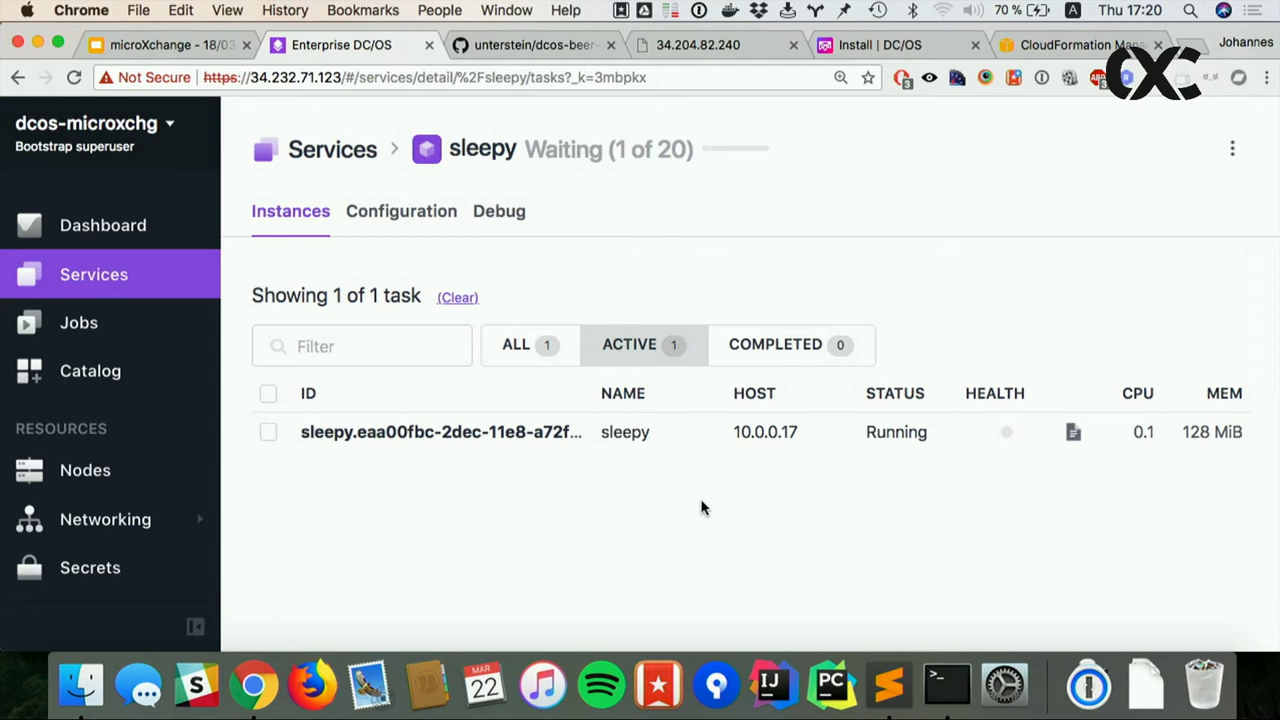 Chrome File Edit View History Bookmarks People Window Help 70 % A Thu 17:20
microXchange - 18/03 Enterprise DC/OS unterstein/dcos-beer- 34.204.82.240 Install | DC/OS CloudFormation Man Johannes
Not Secure https://34.232.71.123/#/services/detail/%2Fsleepy/tasks?_k=3mbpkx
CXC
dcos-microxchg
Bootstrap superuser
Services > sleepy Waiting (1 of 20)
Dashboard
Services
Jobs
Catalog
RESOURCES
Nodes
Networking
Secrets
Instances Configuration Debug
Showing 1 of 1 task (Clear)
Filter ALL 1 ACTIVE 1 COMPLETED 0
ID NAME HOST STATUS HEALTH CPU MEM
sleepy.eaa00fbc-2dec-11e8-a72f... sleepy 10.0.0.17 Running 0.1 128 MiB
MAR
22
IJ
PC